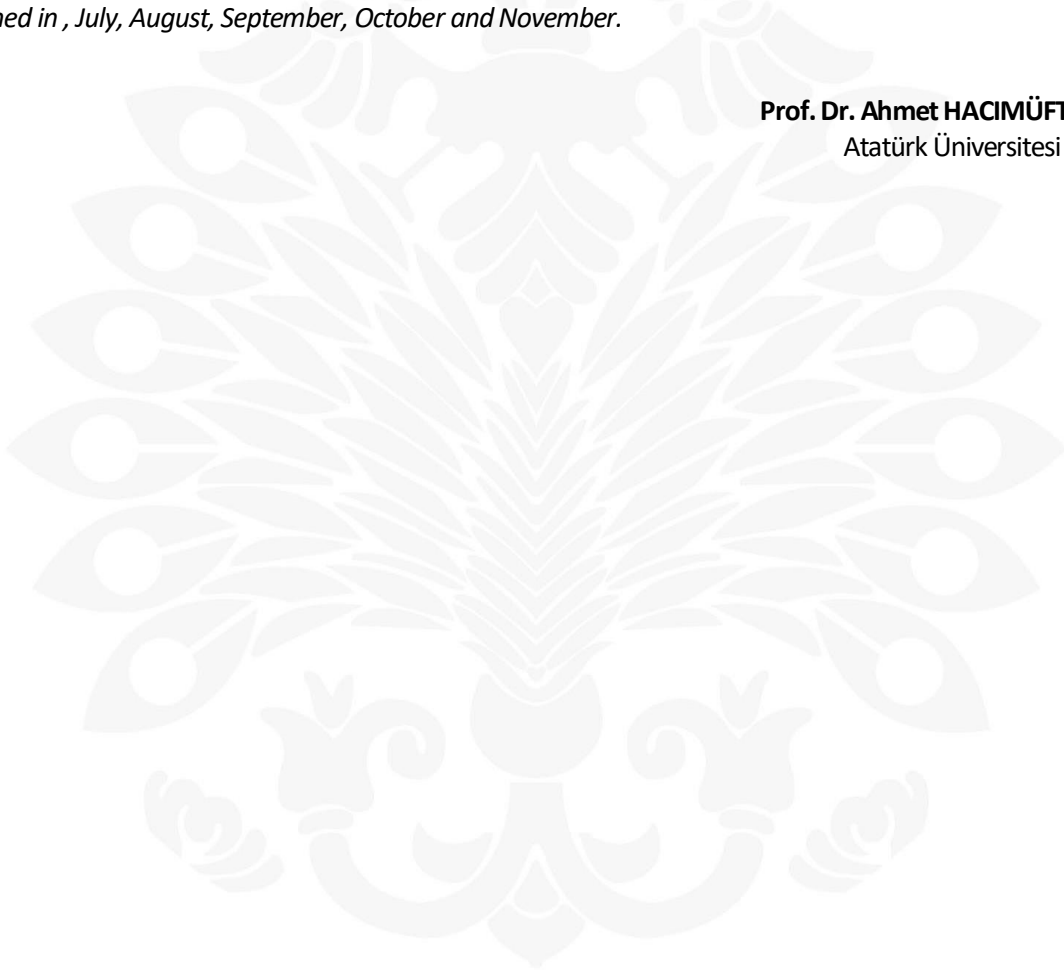 ned in , July, August, September, October and November.
Prof. Dr. Ahmet HACIMÜFT
Atatürk Üniversitesi